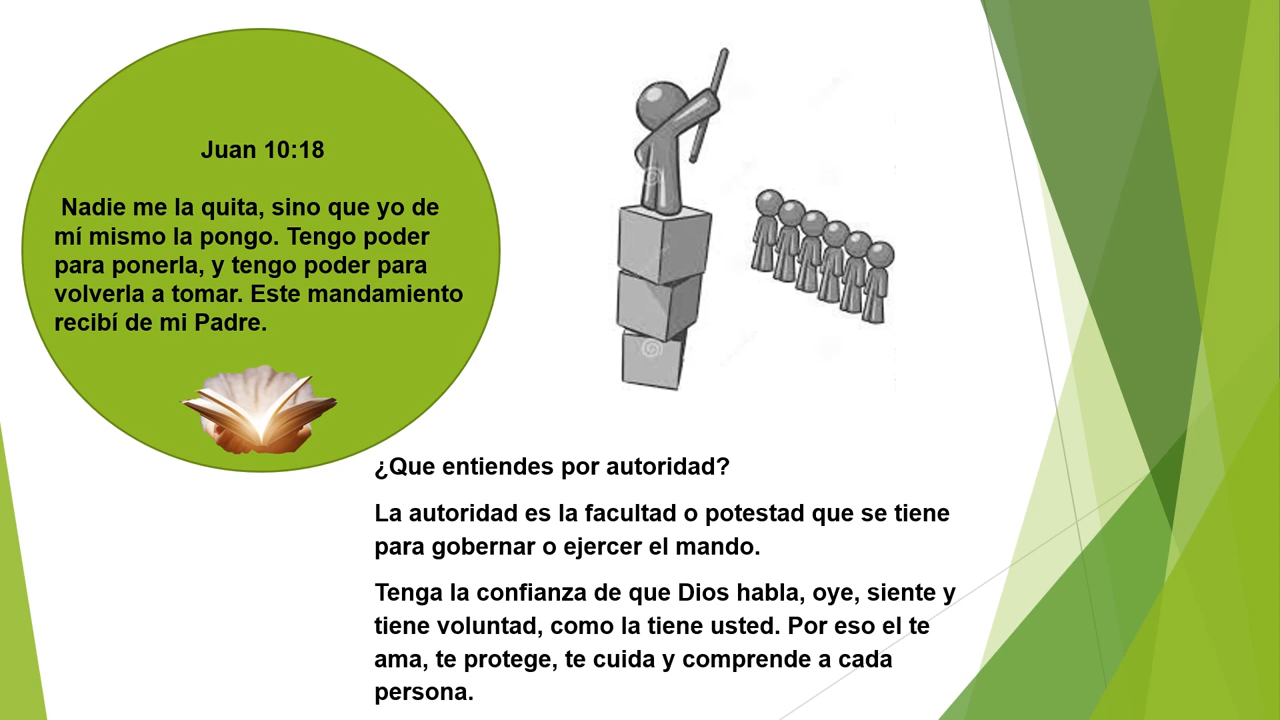 Juan 10:18
Nadie me la quita, sino que yo de
mí mismo la pongo. Tengo poder
para ponerla, y tengo poder para
volverla a tomar. Este mandamiento
recibí de mi Padre.
¿Que entiendes por autoridad?
La autoridad es la facultad o potestad que se tiene
para gobernar o ejercer el mando.
Tenga la confianza de que Dios habla, oye, siente y
tiene voluntad, como la tiene usted. Por eso el te
ama, te protege, te cuida y comprende a cada
persona.